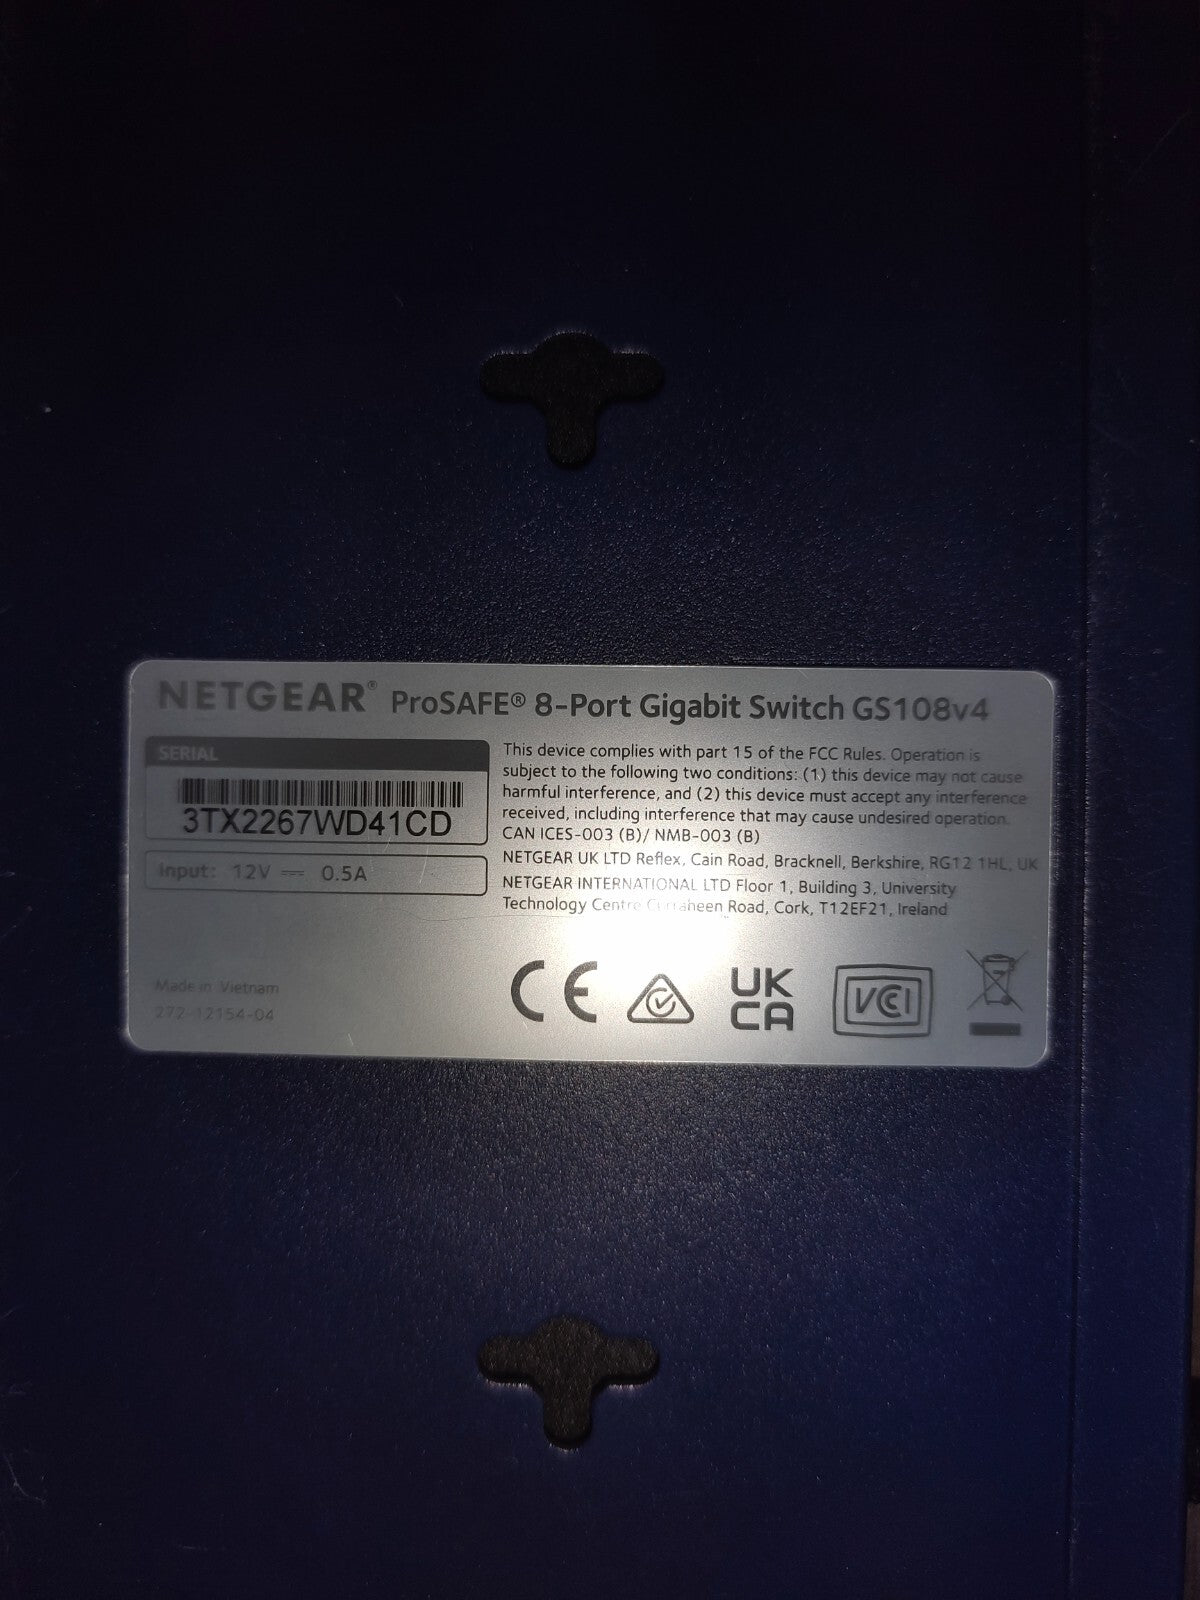 NETGEAR® ProSAFE® 8-Port Gigabit Switch GS108v4
SERIAL
3TX2267WD41CD
Input: 12V ⎓ 0.5A
This device complies with part 15 of the FCC Rules. Operation is
subject to the following two conditions: (1) this device may not cause
harmful interference, and (2) this device must accept any interference
received, including interference that may cause undesired operation.
CAN ICES-003 (B)/ NMB-003 (B)
NETGEAR UK LTD Reflex, Cain Road, Bracknell, Berkshire, RG12 1HL, UK
NETGEAR INTERNATIONAL LTD Floor 1, Building 3, University
Technology Centre Curraheen Road, Cork, T12EF21, Ireland
Made in Vietnam
272-12154-04
CE
UK
CA
VCCI